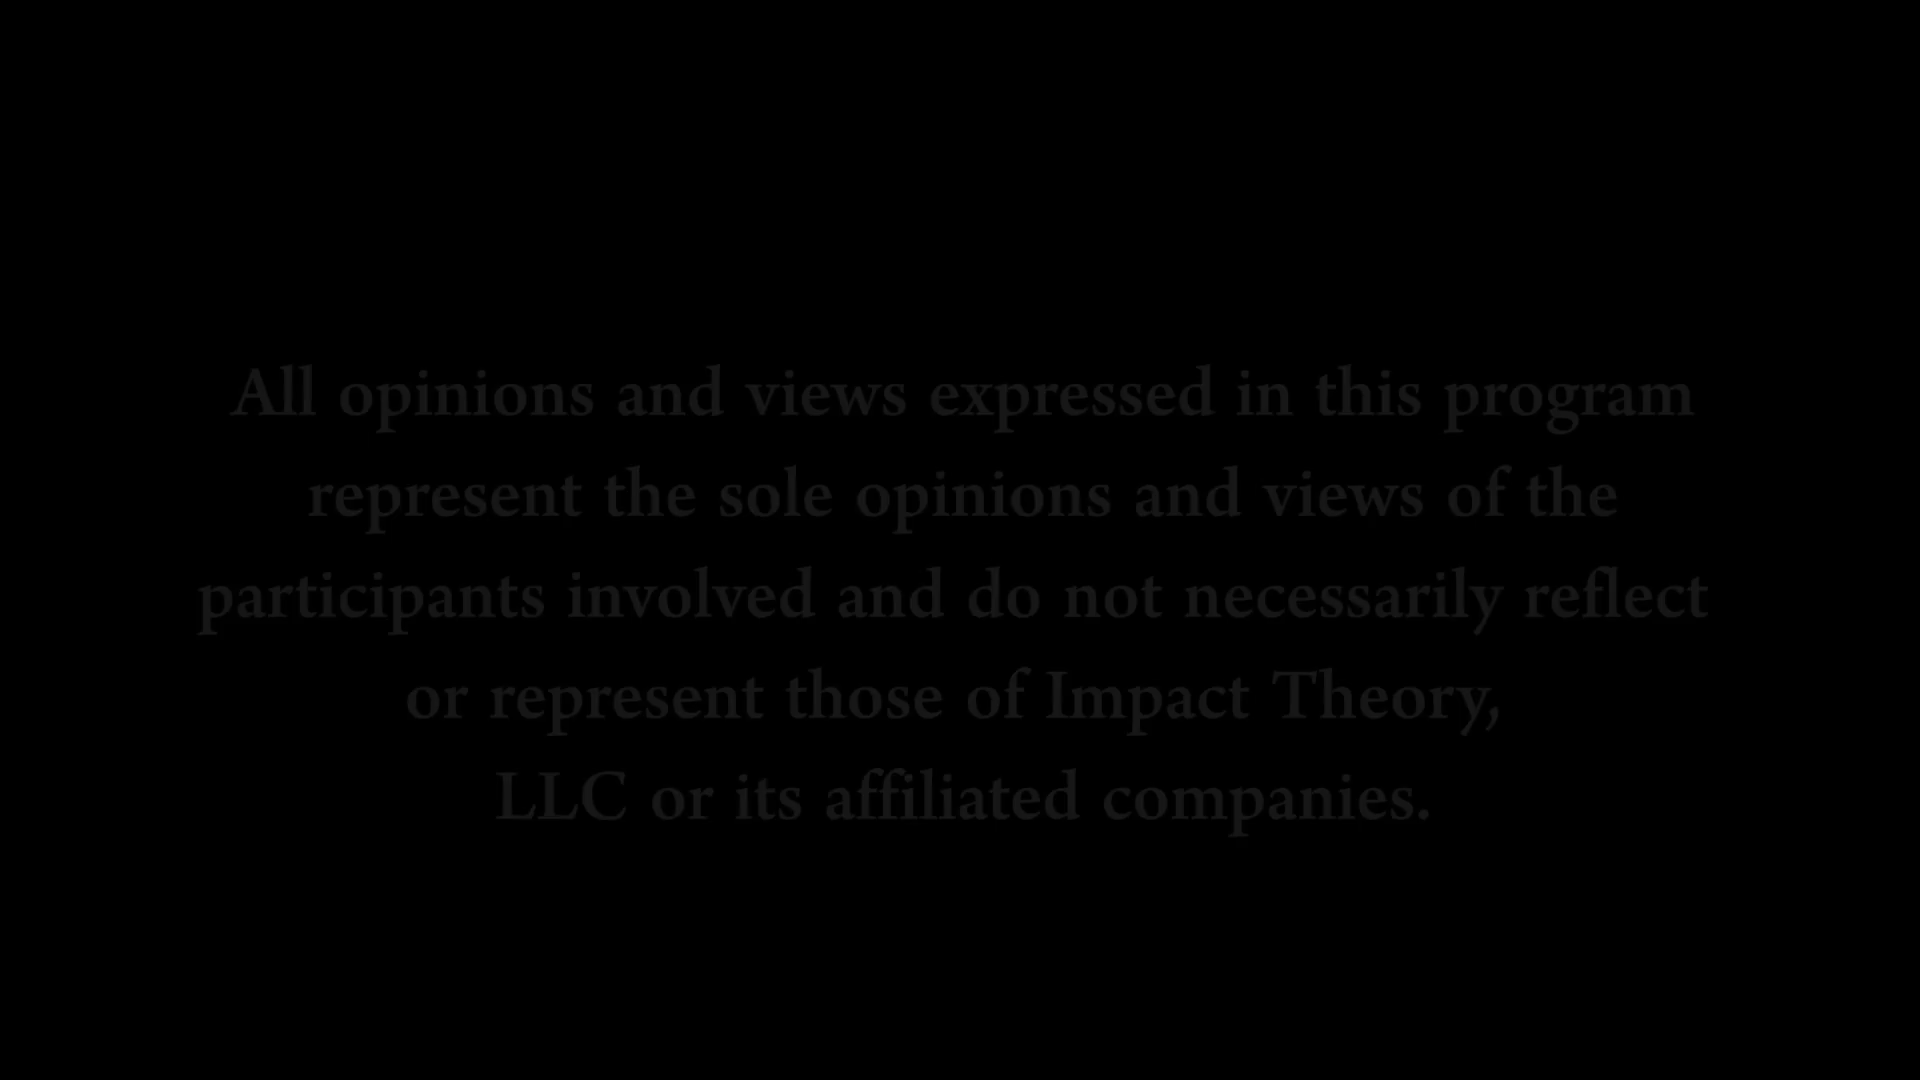 All opinions and views expressed in this program
represent the sole opinions and views of the
participants involved and do not necessarily reflect
or represent those of Impact Theory,
LLC or its affiliated companies.